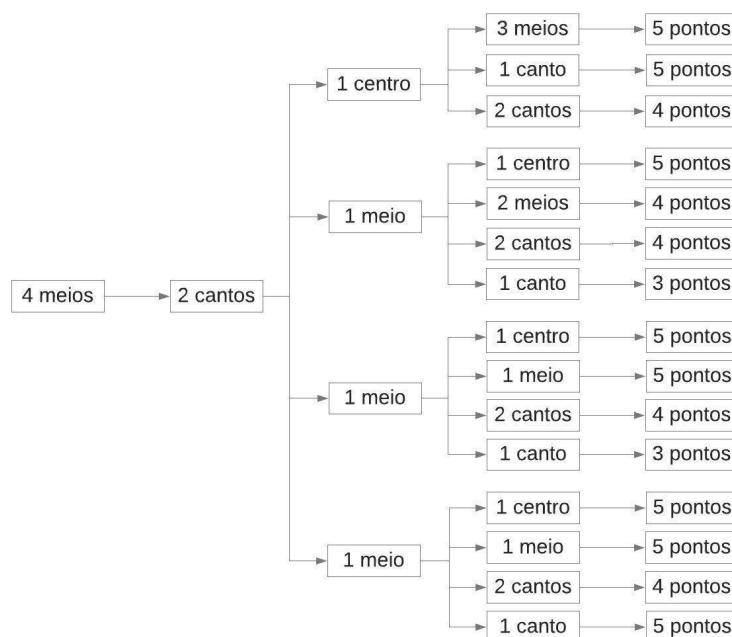 3 meios 5 pontos
1 centro 1 canto 5 pontos
2 cantos 4 pontos
1 centro 5 pontos
1 meio 2 meios 4 pontos
2 cantos 4 pontos
1 canto 3 pontos
4 meios 2 cantos
1 centro 5 pontos
1 meio 1 meio 5 pontos
2 cantos 4 pontos
1 canto 3 pontos
1 centro 5 pontos
1 meio 1 meio 5 pontos
2 cantos 4 pontos
1 canto 5 pontos